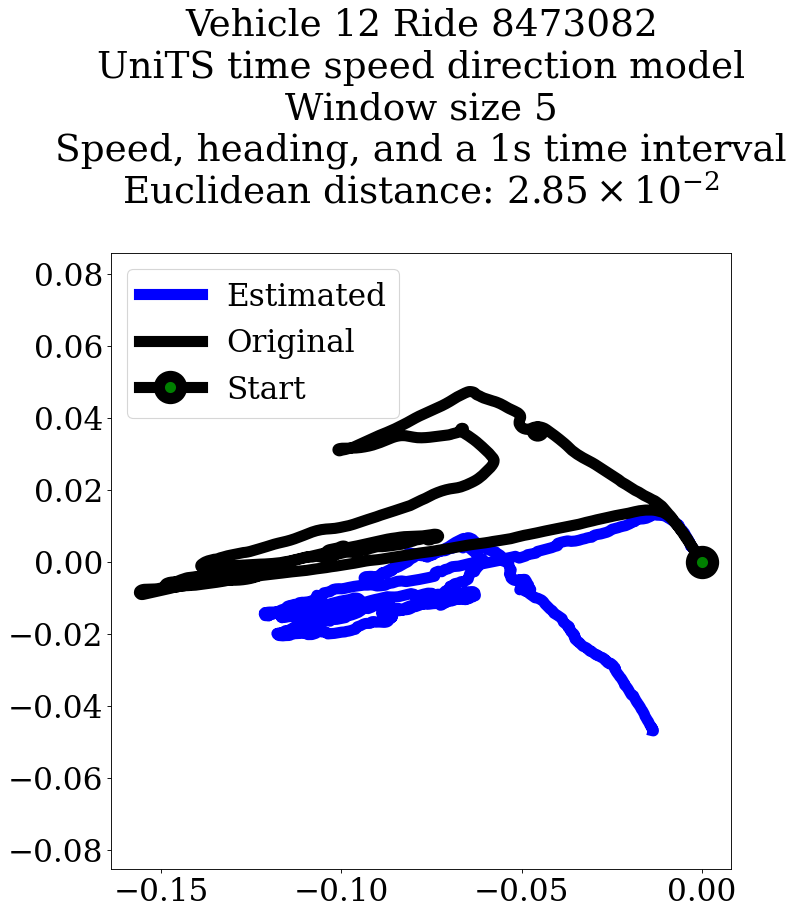 Vehicle 12 Ride 8473082
UniTS time speed direction model
Window size 5
Speed, heading, and a 1s time interval
Euclidean distance: 2.85 × 10⁻²
Estimated
Original
Start
0.08
0.06
0.04
0.02
0.00
−0.02
−0.04
−0.06
−0.08
−0.15 −0.10 −0.05 0.00